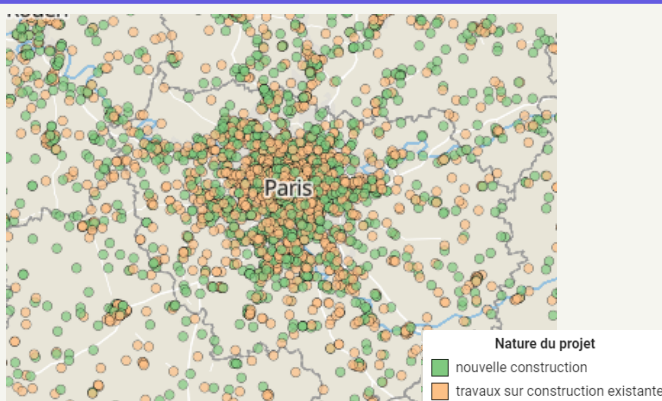 Paris
Nature du projet
nouvelle construction
travaux sur construction existante